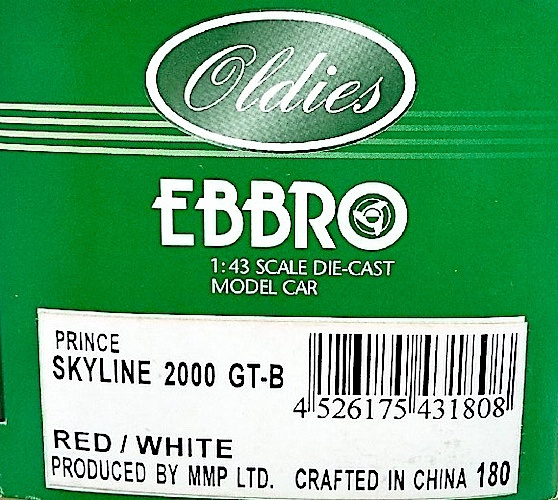 Oldies
EBBRO
1:43 SCALE DIE-CAST
MODEL CAR
PRINCE
SKYLINE 2000 GT-B
4 526175 431808
RED / WHITE
PRODUCED BY MMP LTD. CRAFTED IN CHINA 180